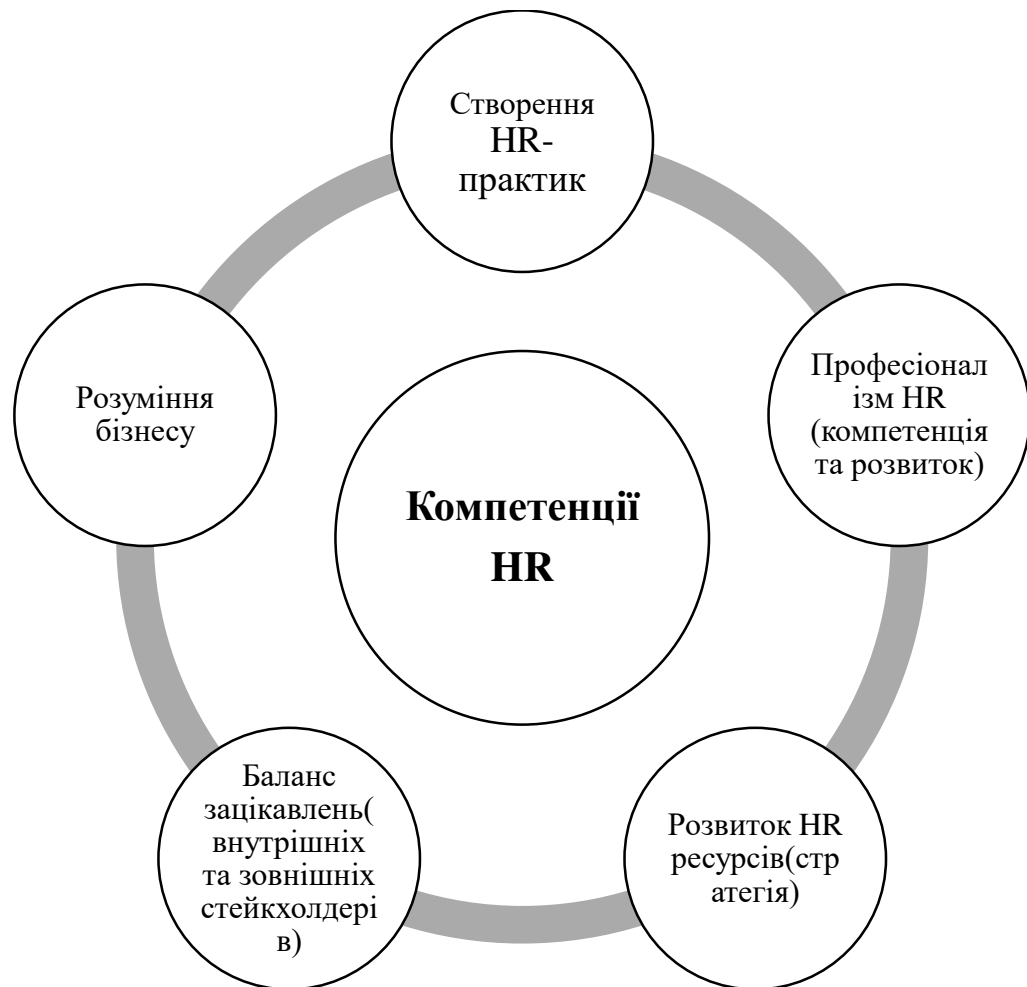 Створення
HR-
практик
Професіонал
ізм HR
(компетенція
та розвиток)
Розвиток HR
ресурсів(стр
атегія)
Баланс
зацікавлень(
внутрішніх
та зовнішніх
стейкхолдері
в)
Розуміння
бізнесу
Компетенції
HR